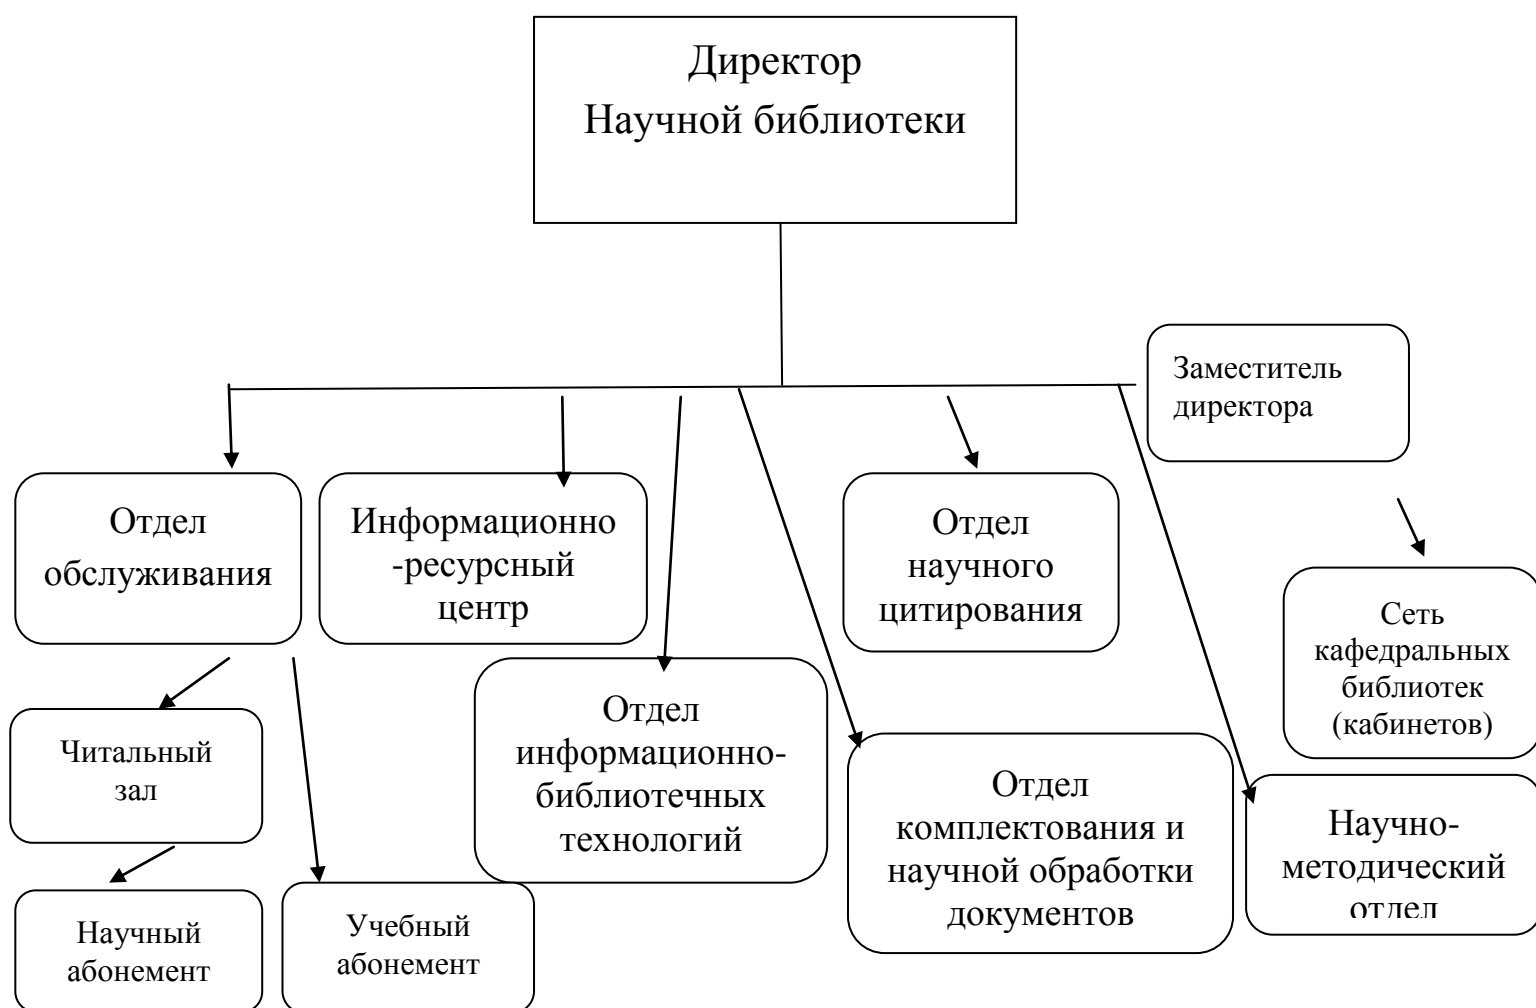 Директор
Научной библиотеки
Заместитель
директора
Отдел
обслуживания
Информационно
-ресурсный
центр
Отдел
научного
цитирования
Сеть
кафедральных
библиотек
(кабинетов)
Читальный
зал
Отдел
информационно-
библиотечных
технологий
Отдел
комплектования и
научной обработки
документов
Научно-
методический
отдел
Научный
абонемент
Учебный
абонемент